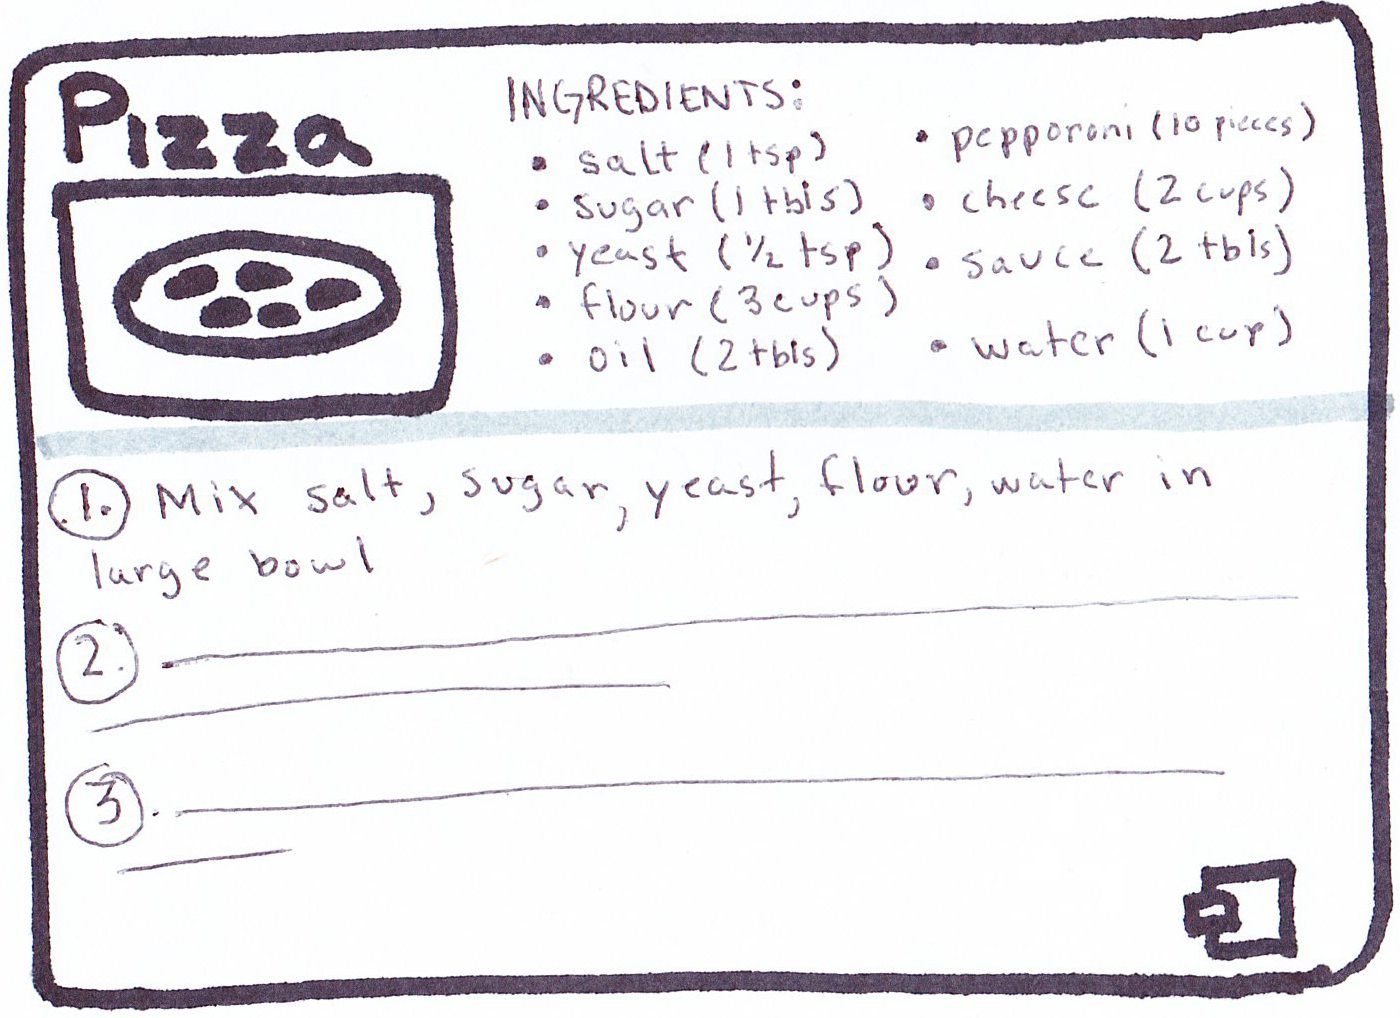 Pizza
INGREDIENTS:
• salt (1 tsp)
• sugar (1 tbls)
• yeast (½ tsp)
• flour (3 cups)
• oil (2 tbls)
• pepporoni (10 pieces)
• cheese (2 cups)
• sauce (2 tbls)
• water (1 cup)
1. Mix salt, sugar, yeast, flour, water in
large bowl
2.
3.